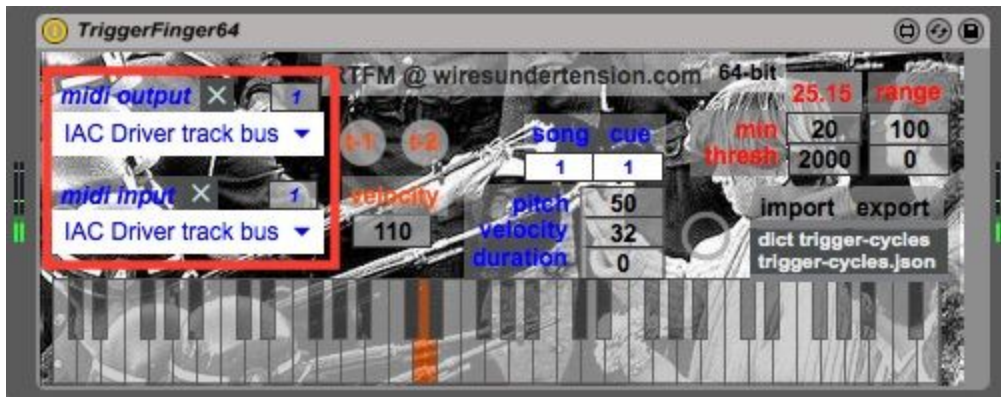 TriggerFinger64
RTFM @ wiresundertension.com 64-bit
midi output 1
IAC Driver track bus
midi input 1
IAC Driver track bus
t-1 t-2
velocity
110
song cue
1 1
pitch 50
velocity 32
duration 0
25.15 range
min 20 100
thresh 2000 0
import export
dict trigger-cycles
trigger-cycles.json